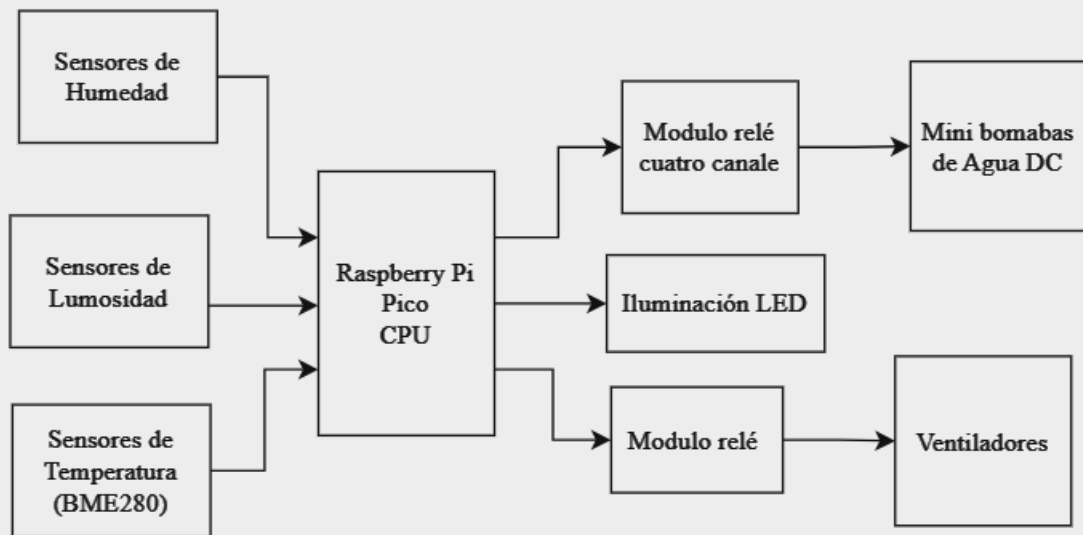 Sensores de
Humedad
Sensores de
Lumosidad
Sensores de
Temperatura
(BME280)
Raspberry Pi
Pico
CPU
Modulo relé
cuatro canale
Mini bomabas
de Agua DC
Iluminación LED
Modulo relé
Ventiladores